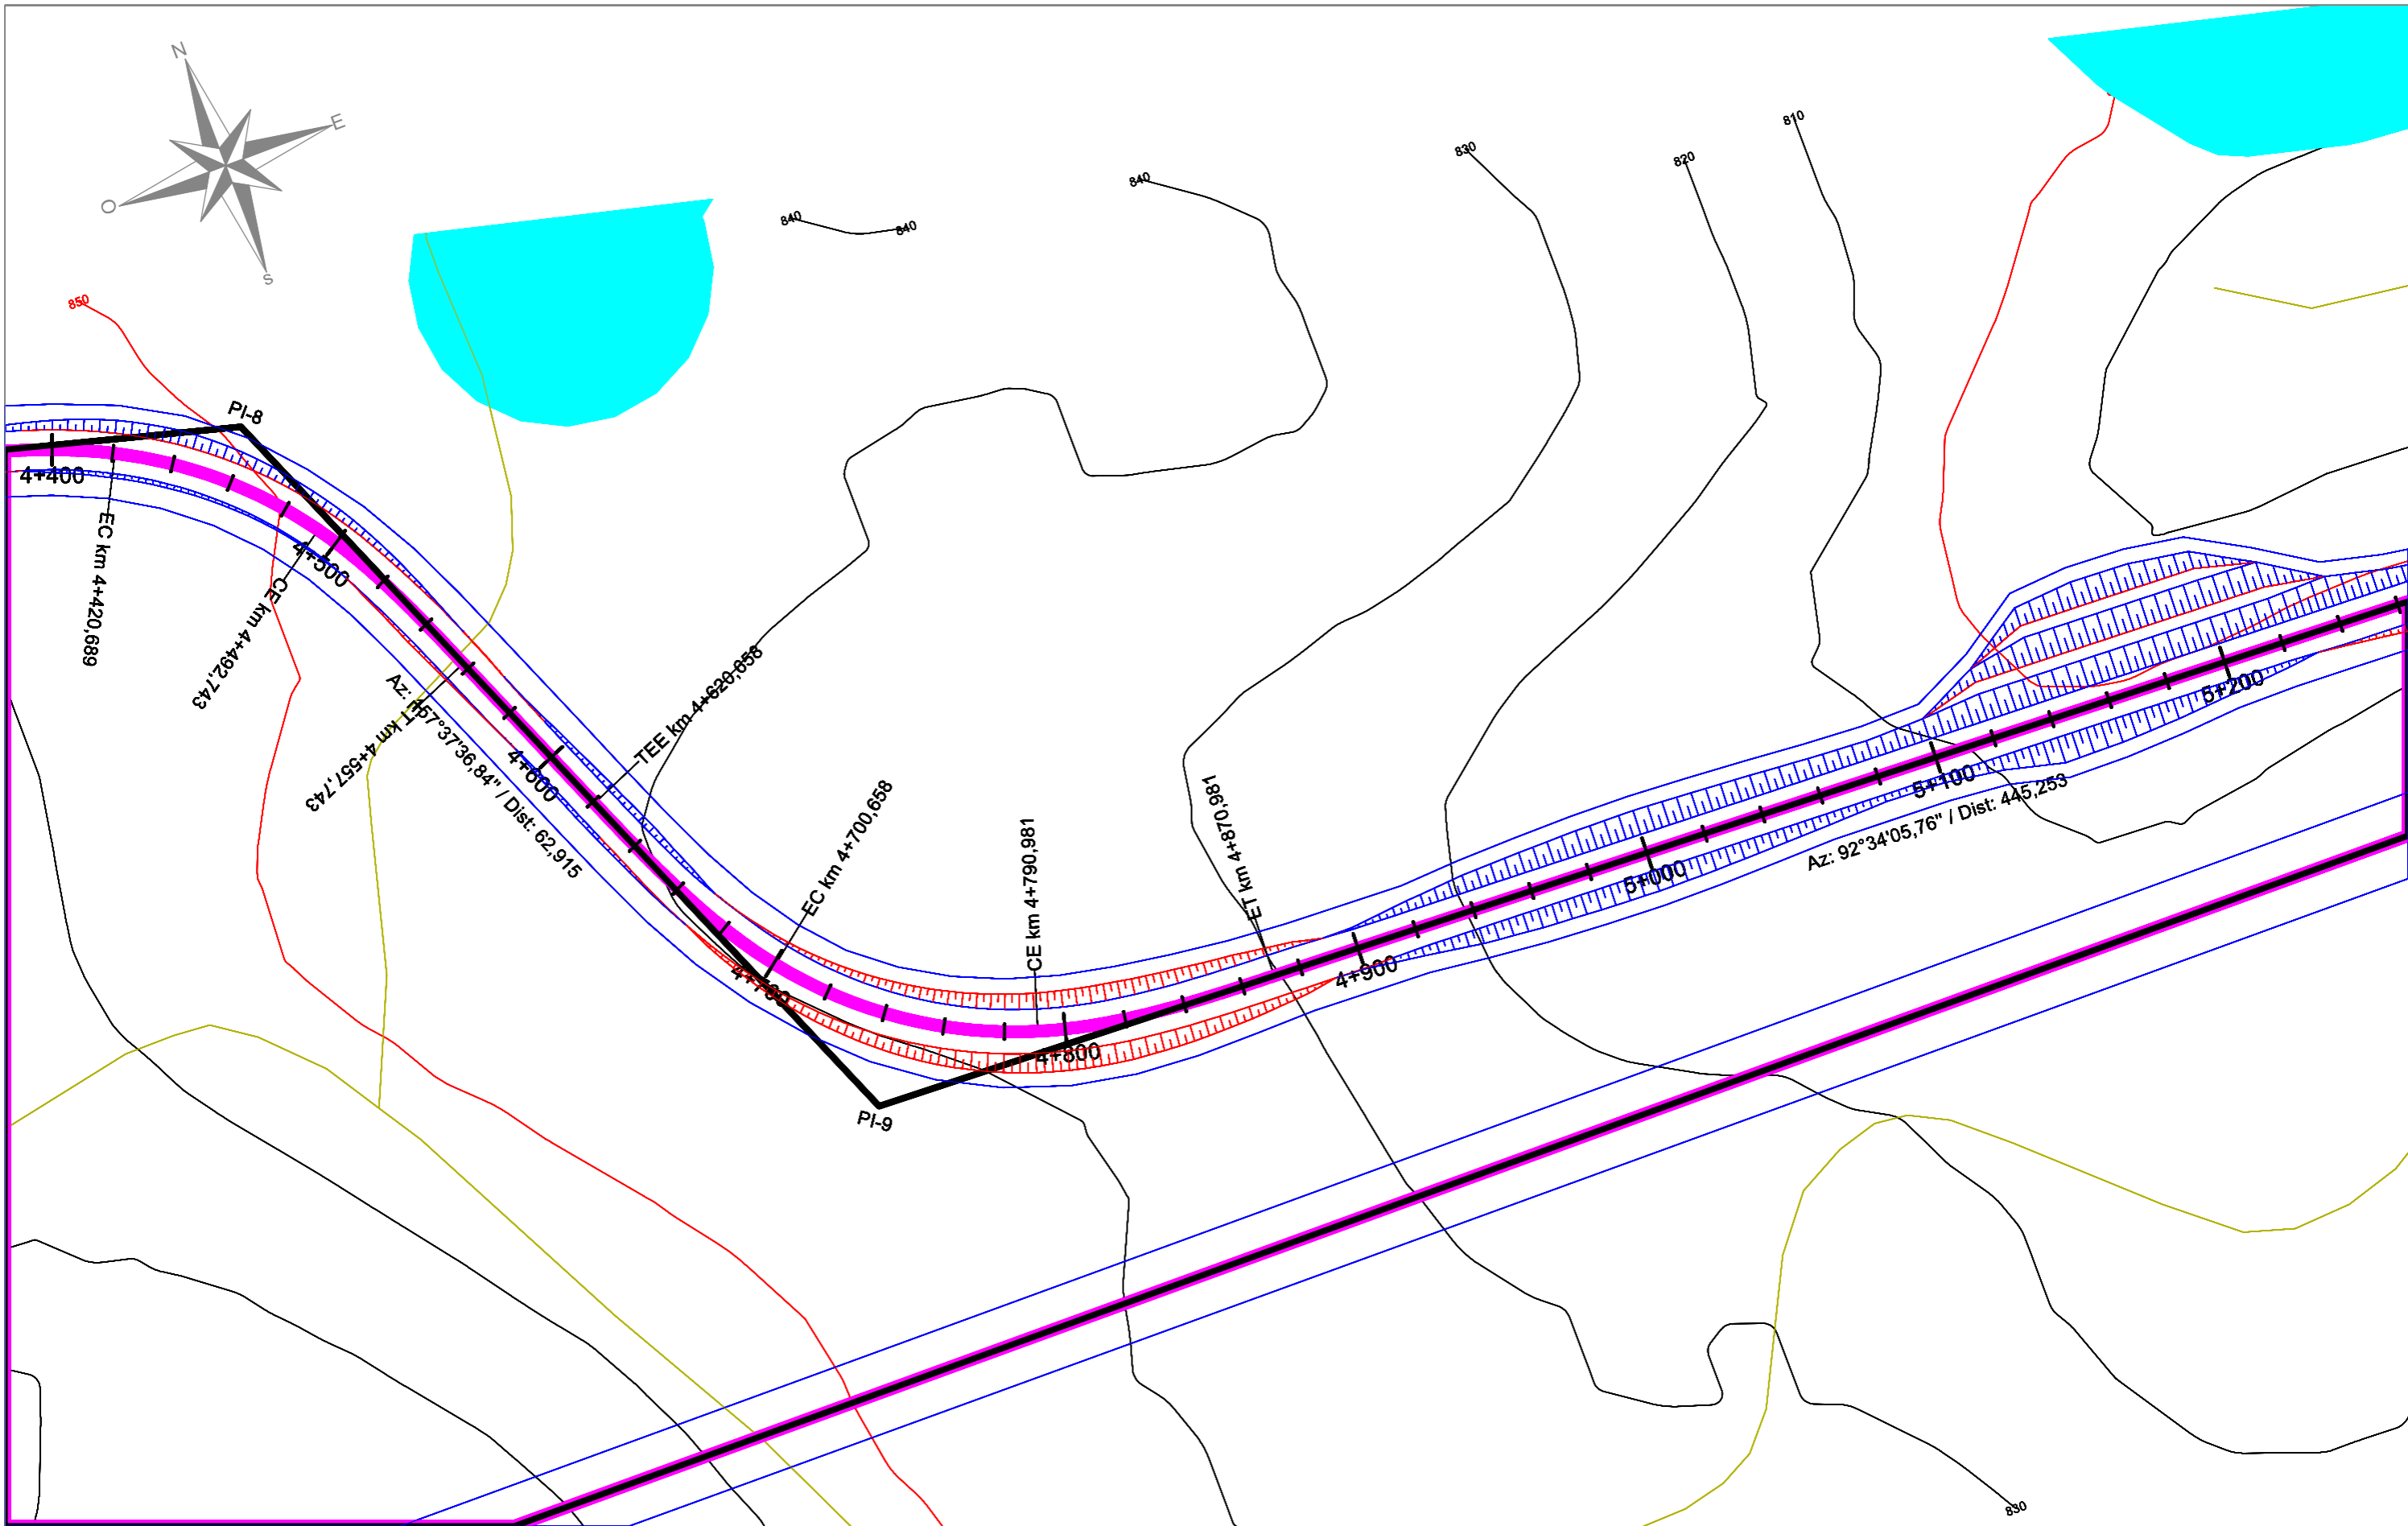 N
E
O
S
850
840
840
840
830
820
810
PI-8
4+400
EC km 4+420,689
CE km 4+492,743
4+500
ET km 4+557,743
Az: 157°37'36,84" / Dist: 62,915
4+600
TEE km 4+620,658
4+700
EC km 4+700,658
CE km 4+790,981
4+800
PI-9
ET km 4+870,981
4+900
5+000
5+100
Az: 92°34'05,76" / Dist: 445,253
5+200
830